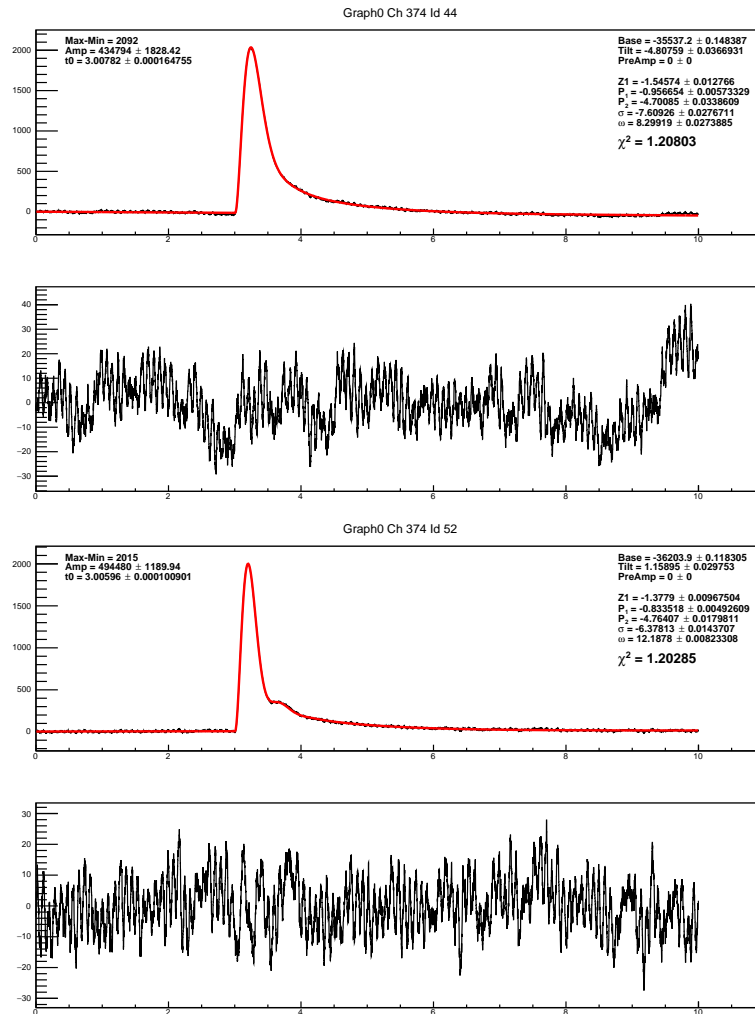 Graph0 Ch 374 Id 44
Max-Min = 2092
Amp = 434794 ± 1828.42
t0 = 3.00782 ± 0.000164755
Base = -35537.2 ± 0.148387
Tilt = -4.80759 ± 0.0366931
PreAmp = 0 ± 0
Z1 = -1.54574 ± 0.012766
P₁ = -0.956654 ± 0.00573329
P₂ = -4.70085 ± 0.0338609
σ = -7.60926 ± 0.0276711
ω = 8.29919 ± 0.0273885
χ² = 1.20803
2000
1500
1000
500
0
0 2 4 6 8 10
40
30
20
10
0
−10
−20
−30
0 2 4 6 8 10
Graph0 Ch 374 Id 52
Max-Min = 2015
Amp = 494480 ± 1189.94
t0 = 3.00596 ± 0.000100901
Base = -36203.9 ± 0.118305
Tilt = 1.15895 ± 0.029753
PreAmp = 0 ± 0
Z1 = -1.3779 ± 0.00967504
P₁ = -0.833518 ± 0.00492609
P₂ = -4.76407 ± 0.0179811
σ = -6.37813 ± 0.0143707
ω = 12.1878 ± 0.00823308
χ² = 1.20285
2000
1500
1000
500
0
0 2 4 6 8 10
30
20
10
0
−10
−20
−30
0 2 4 6 8 10